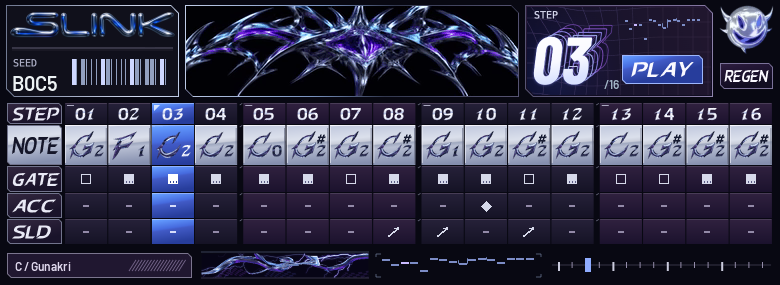 SLINK
SEED
BOC5
STEP
03
/16
PLAY
REGEN
STEP 01 02 03 04 05 06 07 08 09 10 11 12 13 14 15 16
NOTE G2 F1 C2 C2 C0 G#2 G2 C#2 G1 G2 G#2 G2 C2 G#2 G#2 G#2
GATE
ACC
SLD
C / Gunakri